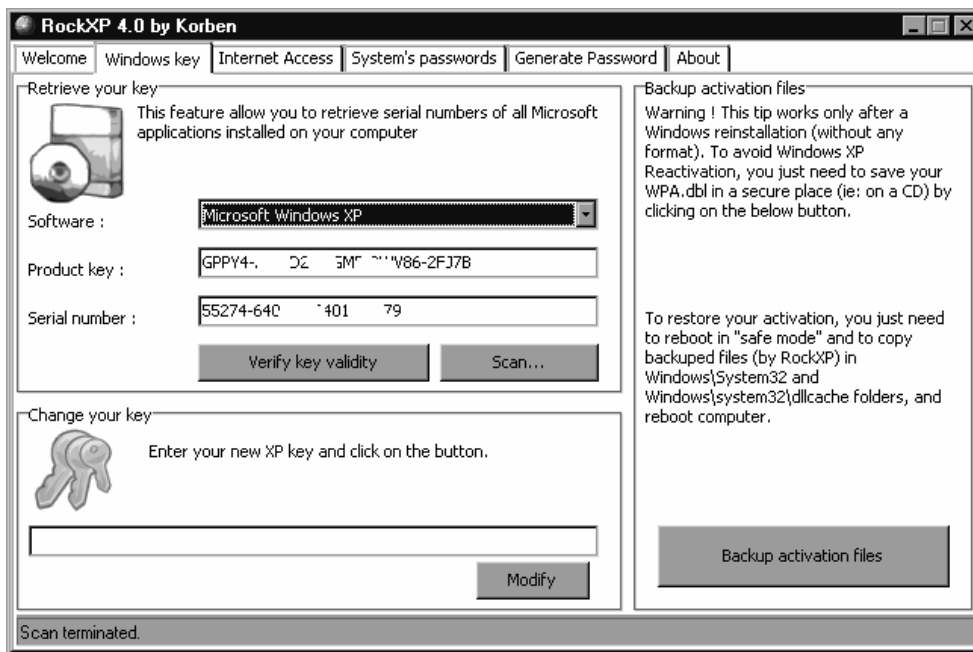 RockXP 4.0 by Korben
Welcome Windows key Internet Access System's passwords Generate Password About
Retrieve your key
This feature allow you to retrieve serial numbers of all Microsoft
applications installed on your computer
Software :
Microsoft Windows XP
Product key :
Serial number :
Verify key validity
Scan...
Change your key
Enter your new XP key and click on the button.
Modify
Backup activation files
Warning ! This tip works only after a
Windows reinstallation (without any
format). To avoid Windows XP
Reactivation, you just need to save your
WPA.dbl in a secure place (ie: on a CD) by
clicking on the below button.
To restore your activation, you just need
to reboot in "safe mode" and to copy
backuped files (by RockXP) in
Windows\System32 and
Windows\system32\dllcache folders, and
reboot computer.
Backup activation files
Scan terminated.